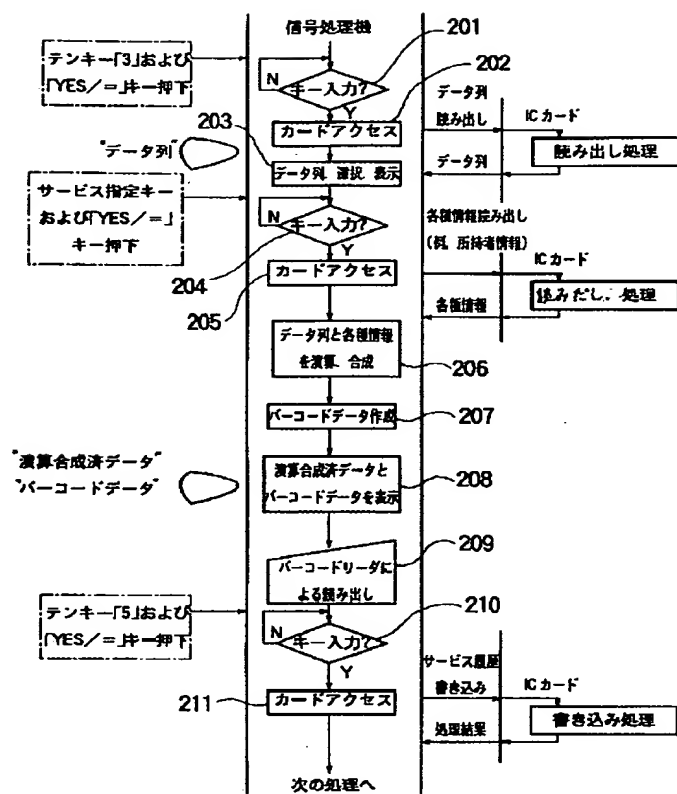 信号処理機
201
テンキー「3」および
「YES/＝」キー押下
N
キー入力?
Y
202
カードアクセス
データ列
読み出し
ICカード
読み出し処理
データ列
203
"データ列"
データ列 選択 表示
サービス指定キー
および「YES/＝」
キー押下
N
キー入力?
Y
204
各種情報読み出し
(例、所持者情報)
ICカード
カードアクセス
205
処理
各種情報
データ列と各種情報
を演算、合成
206
バーコードデータ作成
207
"演算合成済データ"
"バーコードデータ"
演算合成済データと
バーコードデータを表示
208
バーコードリーダに
よる読み出し
209
テンキー「5」および
「YES/＝」キー押下
N
キー入力?
Y
210
サービス履歴
書き込み
ICカード
カードアクセス
211
書き込み処理
処理結果
次の処理へ